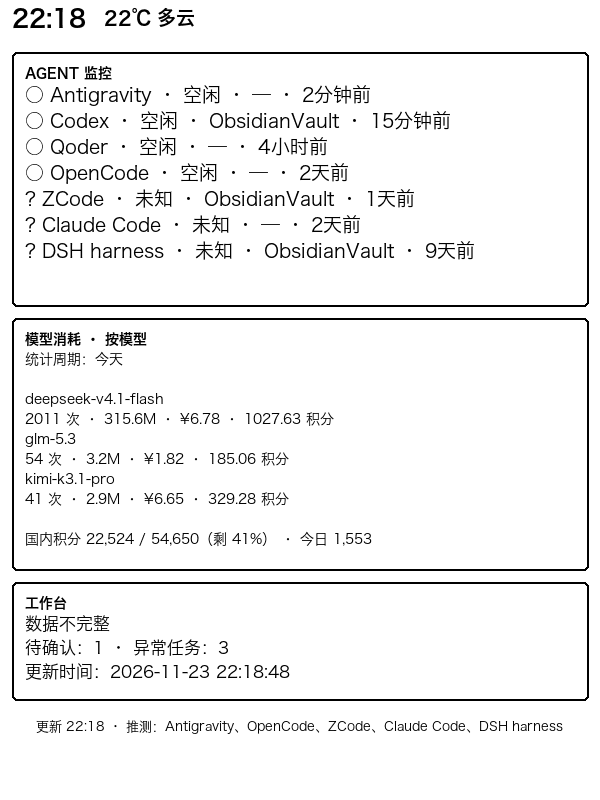 22:18 22℃ 多云
AGENT 监控
○ Antigravity · 空闲 · — · 2分钟前
○ Codex · 空闲 · ObsidianVault · 15分钟前
○ Qoder · 空闲 · — · 4小时前
○ OpenCode · 空闲 · — · 2天前
? ZCode · 未知 · ObsidianVault · 1天前
? Claude Code · 未知 · — · 2天前
? DSH harness · 未知 · ObsidianVault · 9天前
模型消耗 · 按模型
统计周期：今天
deepseek-v4.1-flash
2011 次 · 315.6M · ¥6.78 · 1027.63 积分
glm-5.3
54 次 · 3.2M · ¥1.82 · 185.06 积分
kimi-k3.1-pro
41 次 · 2.9M · ¥6.65 · 329.28 积分
国内积分 22,524 / 54,650（剩 41%） · 今日 1,553
工作台
数据不完整
待确认：1 · 异常任务：3
更新时间：2026-11-23 22:18:48
更新 22:18 · 推测：Antigravity、OpenCode、ZCode、Claude Code、DSH harness